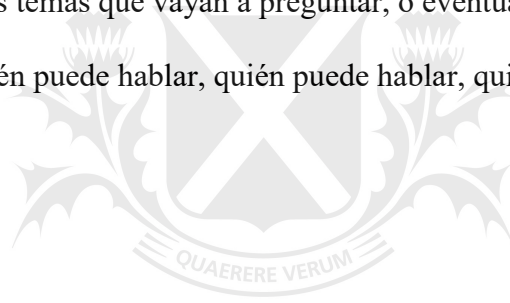 s temas que vayan a preguntar, o eventua
én puede hablar, quién puede hablar, qui
QUAERERE VERUM